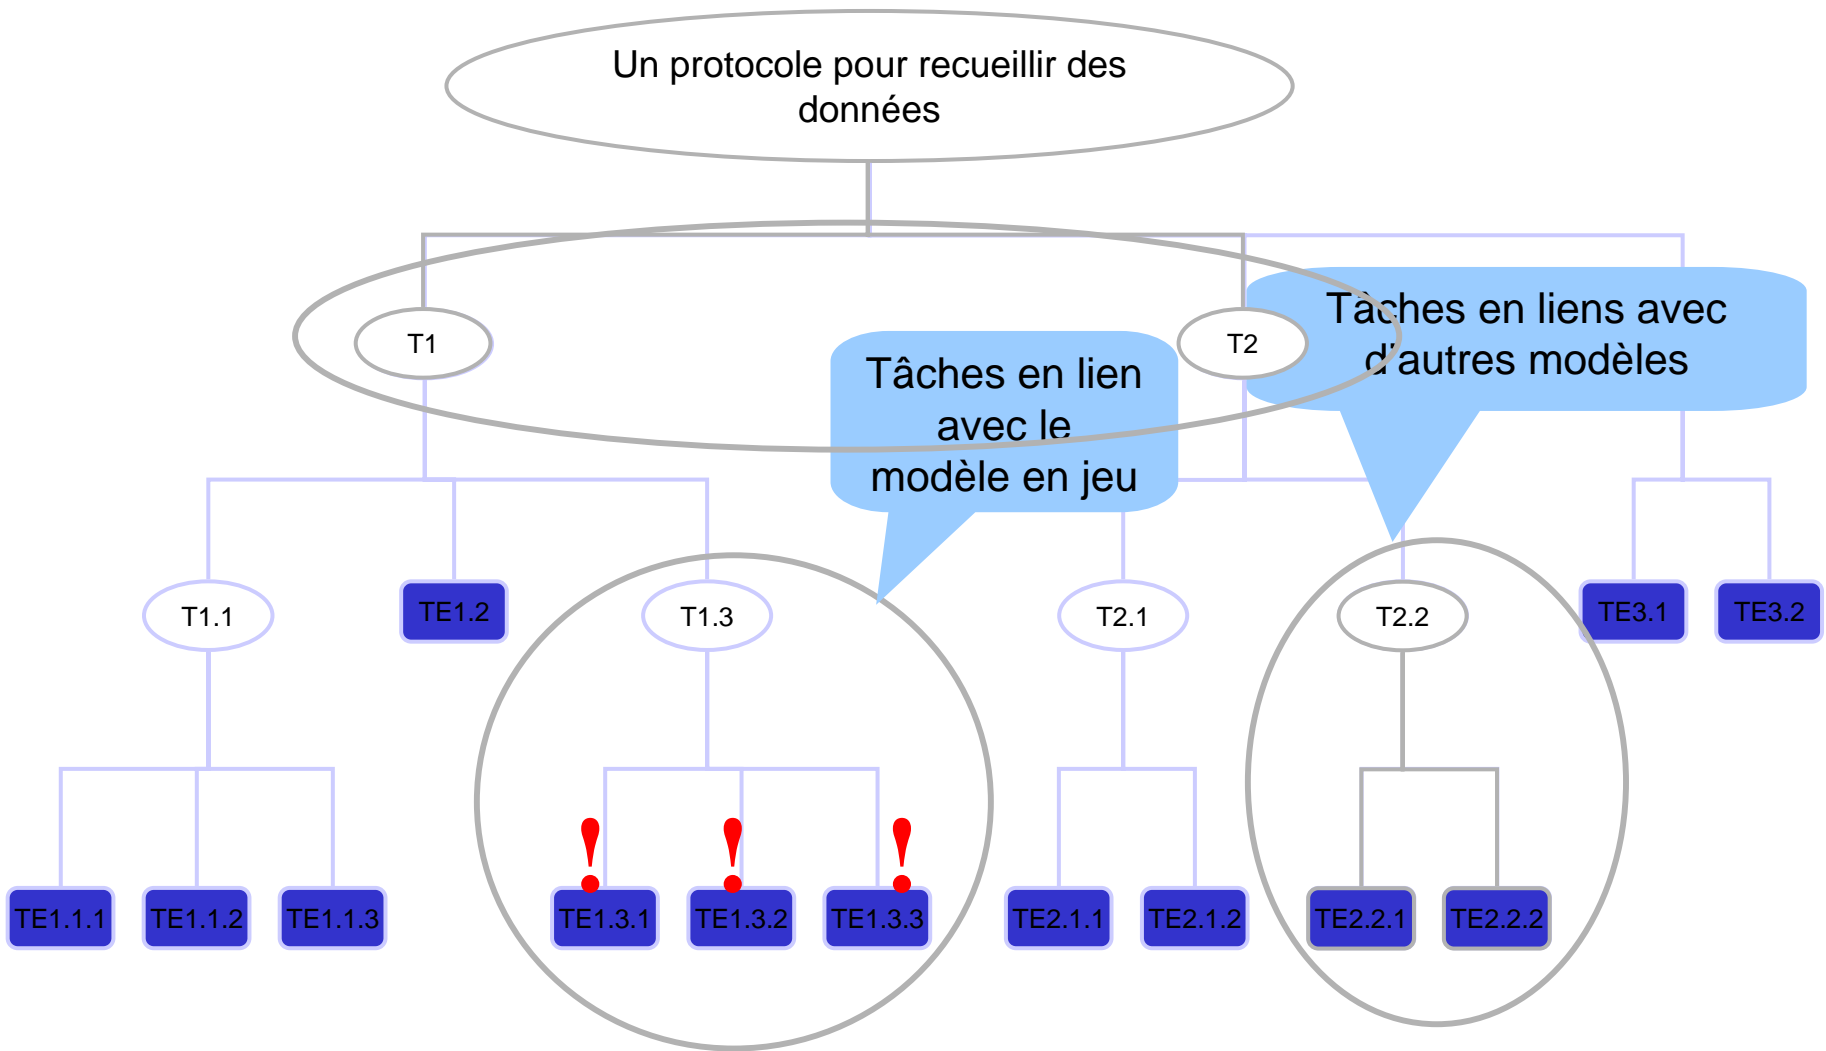 Un protocole pour recueillir des
données
T1
T2
Tâches en liens avec
d'autres modèles
Tâches en lien
avec le
modèle en jeu
T1.1
TE1.2
T1.3
T2.1
T2.2
TE3.1
TE3.2
!
!
!
TE1.1.1
TE1.1.2
TE1.1.3
TE1.3.1
TE1.3.2
TE1.3.3
TE2.1.1
TE2.1.2
TE2.2.1
TE2.2.2